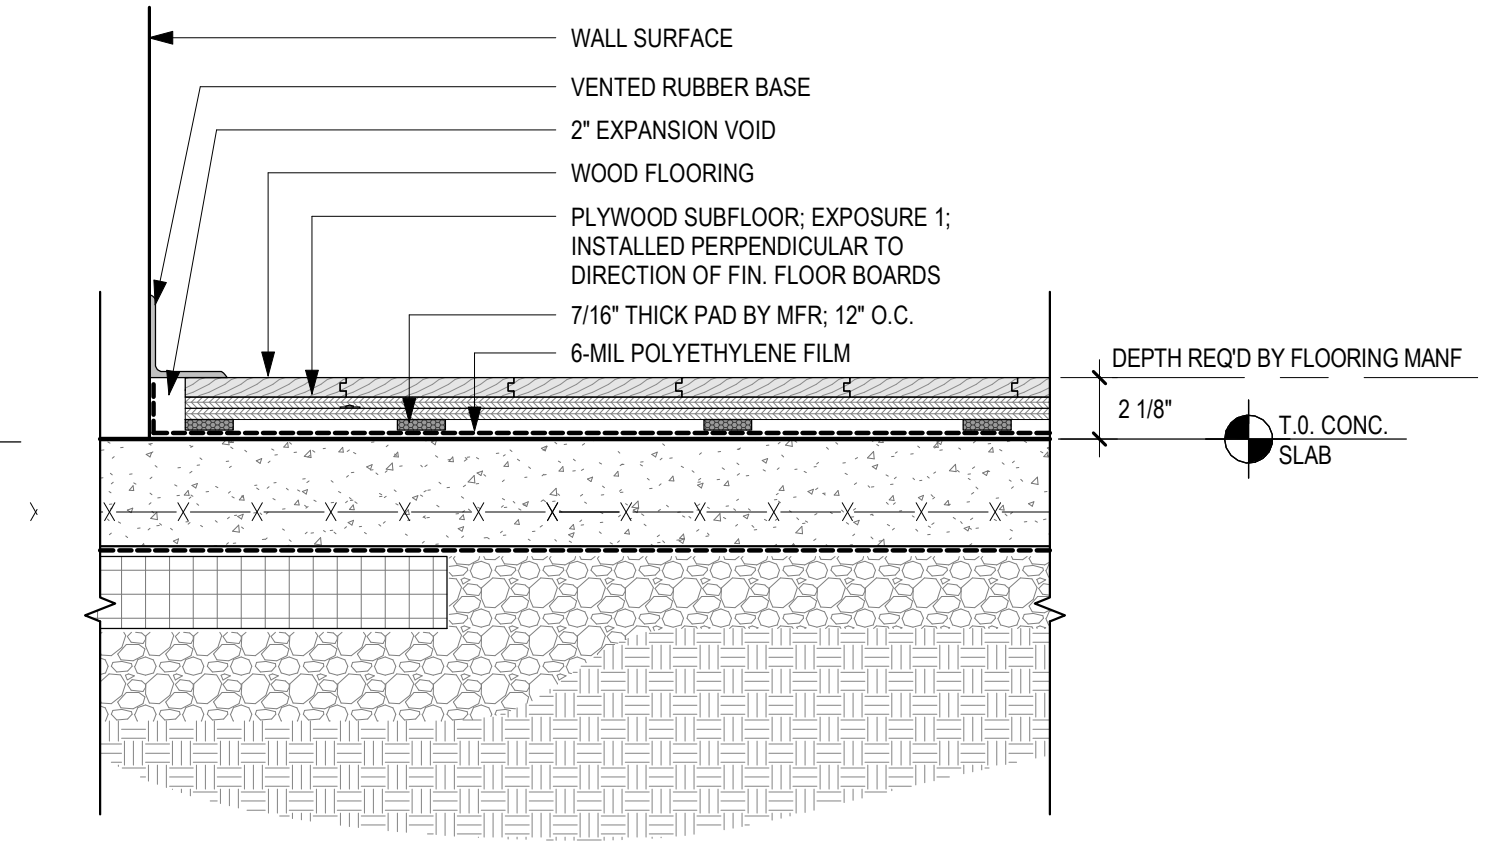 WALL SURFACE
VENTED RUBBER BASE
2" EXPANSION VOID
WOOD FLOORING
PLYWOOD SUBFLOOR; EXPOSURE 1;
INSTALLED PERPENDICULAR TO
DIRECTION OF FIN. FLOOR BOARDS
7/16" THICK PAD BY MFR; 12" O.C.
6-MIL POLYETHYLENE FILM
DEPTH REQ'D BY FLOORING MANF
2 1/8"
T.0. CONC.
SLAB